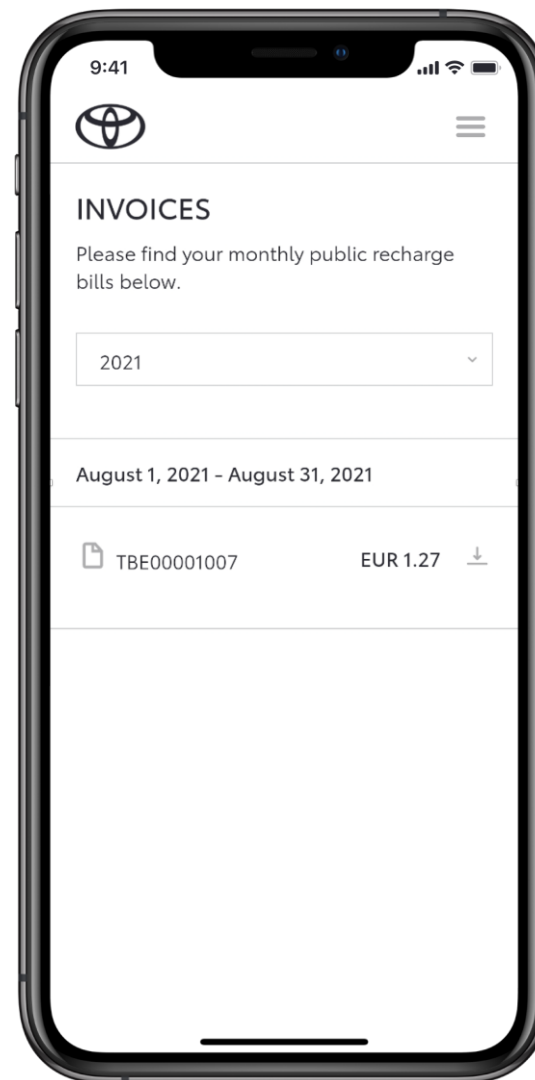 9:41
INVOICES
Please find your monthly public recharge
bills below.
2021
August 1, 2021 - August 31, 2021
TBE00001007 EUR 1.27